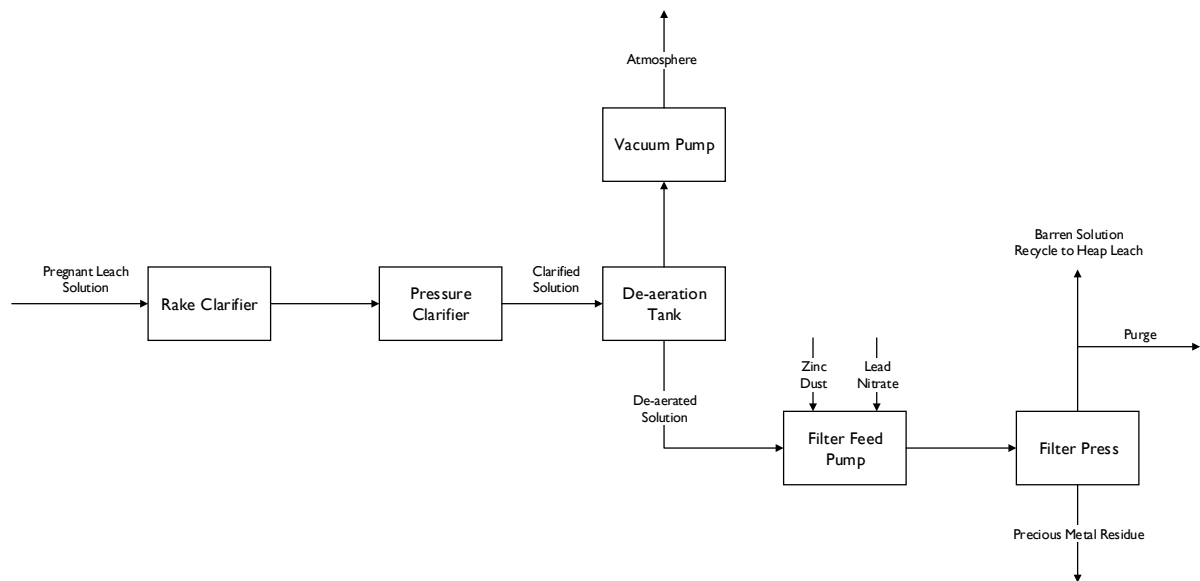 Atmosphere
Vacuum Pump
Barren Solution
Recycle to Heap Leach
Pregnant Leach
Solution
Rake Clarifier
Pressure
Clarifier
Clarified
Solution
De-aeration
Tank
Purge
Zinc
Dust
Lead
Nitrate
De-aerated
Solution
Filter Feed
Pump
Filter Press
Precious Metal Residue